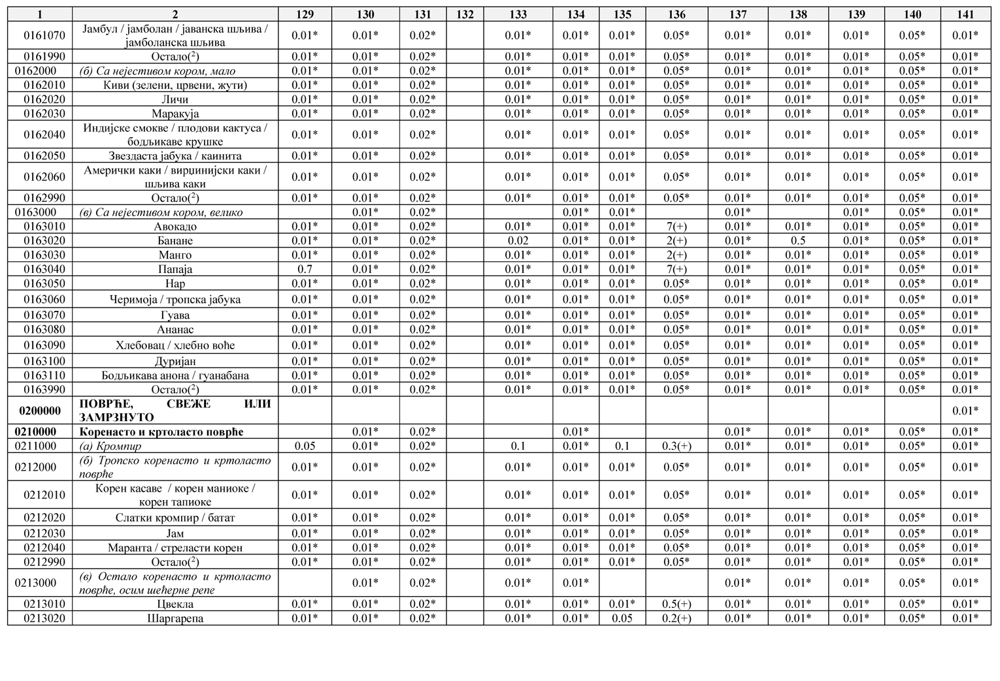 1 2 129 130 131 132 133 134 135 136 137 138 139 140 141
0161070 Јамбул / јамболан / јаванска шљива / јамболанска шљива 0.01* 0.01* 0.02* 0.01* 0.01* 0.01* 0.05* 0.01* 0.01* 0.01* 0.05* 0.01*
0161990 Остало(2) 0.01* 0.01* 0.02* 0.01* 0.01* 0.01* 0.05* 0.01* 0.01* 0.01* 0.05* 0.01*
0162000 (б) Са нејестивом кором, мало 0.01* 0.01* 0.02* 0.01* 0.01* 0.01* 0.05* 0.01* 0.01* 0.01* 0.05* 0.01*
0162010 Киви (зелени, црвени, жути) 0.01* 0.01* 0.02* 0.01* 0.01* 0.01* 0.05* 0.01* 0.01* 0.01* 0.05* 0.01*
0162020 Личи 0.01* 0.01* 0.02* 0.01* 0.01* 0.01* 0.05* 0.01* 0.01* 0.01* 0.05* 0.01*
0162030 Маракуја 0.01* 0.01* 0.02* 0.01* 0.01* 0.01* 0.05* 0.01* 0.01* 0.01* 0.05* 0.01*
0162040 Индијске смокве / плодови кактуса / бодљикаве крушке 0.01* 0.01* 0.02* 0.01* 0.01* 0.01* 0.05* 0.01* 0.01* 0.01* 0.05* 0.01*
0162050 Звездаста јабука / каинита 0.01* 0.01* 0.02* 0.01* 0.01* 0.01* 0.05* 0.01* 0.01* 0.01* 0.05* 0.01*
0162060 Амерички каки / вирџинијски каки / шљива каки 0.01* 0.01* 0.02* 0.01* 0.01* 0.01* 0.05* 0.01* 0.01* 0.01* 0.05* 0.01*
0162990 Остало(2) 0.01* 0.01* 0.02* 0.01* 0.01* 0.01* 0.05* 0.01* 0.01* 0.01* 0.05* 0.01*
0163000 (в) Са нејестивом кором, велико 0.01* 0.02* 0.01* 0.01* 0.01* 0.01* 0.05* 0.01*
0163010 Авокадо 0.01* 0.01* 0.02* 0.01* 0.01* 0.01* 7(+) 0.01* 0.01* 0.01* 0.05* 0.01*
0163020 Банане 0.01* 0.01* 0.02* 0.02 0.01* 0.01* 2(+) 0.01* 0.5 0.01* 0.05* 0.01*
0163030 Манго 0.01* 0.01* 0.02* 0.01* 0.01* 0.01* 2(+) 0.01* 0.01* 0.01* 0.05* 0.01*
0163040 Папаја 0.7 0.01* 0.02* 0.01* 0.01* 0.01* 7(+) 0.01* 0.01* 0.01* 0.05* 0.01*
0163050 Нар 0.01* 0.01* 0.02* 0.01* 0.01* 0.01* 0.05* 0.01* 0.01* 0.01* 0.05* 0.01*
0163060 Черимоја / тропска јабука 0.01* 0.01* 0.02* 0.01* 0.01* 0.01* 0.05* 0.01* 0.01* 0.01* 0.05* 0.01*
0163070 Гуава 0.01* 0.01* 0.02* 0.01* 0.01* 0.01* 0.05* 0.01* 0.01* 0.01* 0.05* 0.01*
0163080 Ананас 0.01* 0.01* 0.02* 0.01* 0.01* 0.01* 0.05* 0.01* 0.01* 0.01* 0.05* 0.01*
0163090 Хлебовац / хлебно воће 0.01* 0.01* 0.02* 0.01* 0.01* 0.01* 0.05* 0.01* 0.01* 0.01* 0.05* 0.01*
0163100 Дуријан 0.01* 0.01* 0.02* 0.01* 0.01* 0.01* 0.05* 0.01* 0.01* 0.01* 0.05* 0.01*
0163110 Бодљикава анона / гуанабана 0.01* 0.01* 0.02* 0.01* 0.01* 0.01* 0.05* 0.01* 0.01* 0.01* 0.05* 0.01*
0163990 Остало(2) 0.01* 0.01* 0.02* 0.01* 0.01* 0.01* 0.05* 0.01* 0.01* 0.01* 0.05* 0.01*
0200000 ПОВРЋЕ, СВЕЖЕ ИЛИ ЗАМРЗНУТО 0.01*
0210000 Коренасто и кртоласто поврће 0.01* 0.02* 0.01* 0.01* 0.01* 0.01* 0.05* 0.01*
0211000 (а) Кромпир 0.05 0.01* 0.02* 0.1 0.01* 0.1 0.3(+) 0.01* 0.01* 0.01* 0.05* 0.01*
0212000 (б) Тропско коренасто и кртоласто поврће 0.01* 0.01* 0.02* 0.01* 0.01* 0.01* 0.05* 0.01* 0.01* 0.01* 0.05* 0.01*
0212010 Корен касаве / корен маниоке / корен тапиоке 0.01* 0.01* 0.02* 0.01* 0.01* 0.01* 0.05* 0.01* 0.01* 0.01* 0.05* 0.01*
0212020 Слатки кромпир / батат 0.01* 0.01* 0.02* 0.01* 0.01* 0.01* 0.05* 0.01* 0.01* 0.01* 0.05* 0.01*
0212030 Јам 0.01* 0.01* 0.02* 0.01* 0.01* 0.01* 0.05* 0.01* 0.01* 0.01* 0.05* 0.01*
0212040 Маранта / стреласти корен 0.01* 0.01* 0.02* 0.01* 0.01* 0.01* 0.05* 0.01* 0.01* 0.01* 0.05* 0.01*
0212990 Остало(2) 0.01* 0.01* 0.02* 0.01* 0.01* 0.01* 0.05* 0.01* 0.01* 0.01* 0.05* 0.01*
0213000 (в) Остало коренасто и кртоласто поврће, осим шећерне репе 0.01* 0.02* 0.01* 0.01* 0.01* 0.01* 0.01* 0.05* 0.01*
0213010 Цвекла 0.01* 0.01* 0.02* 0.01* 0.01* 0.01* 0.5(+) 0.01* 0.01* 0.01* 0.05* 0.01*
0213020 Шаргарепа 0.01* 0.01* 0.02* 0.01* 0.01* 0.05 0.2(+) 0.01* 0.01* 0.01* 0.05* 0.01*